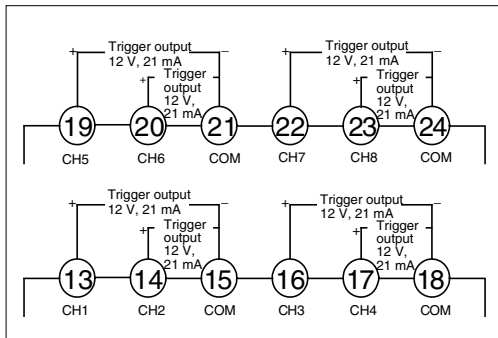 + Trigger output − + Trigger output −
12 V, 21 mA 12 V, 21 mA
+ Trigger + Trigger
output output
12 V, 12 V,
21 mA 21 mA
19 20 21 22 23 24
CH5 CH6 COM CH7 CH8 COM
+ Trigger output − + Trigger output −
12 V, 21 mA 12 V, 21 mA
+ Trigger + Trigger
output output
12 V, 12 V,
21 mA 21 mA
13 14 15 16 17 18
CH1 CH2 COM CH3 CH4 COM